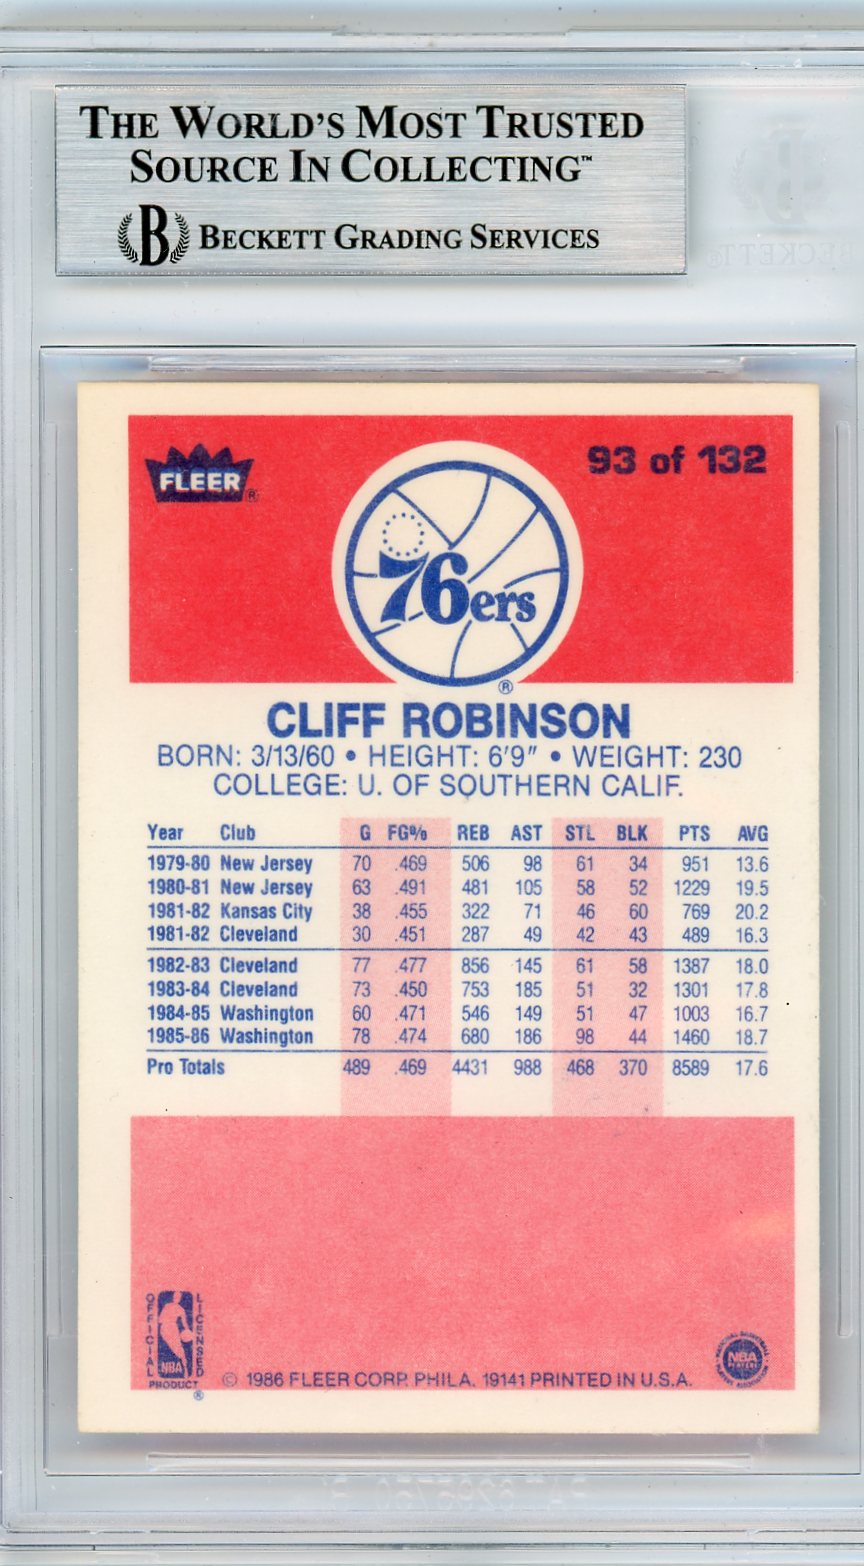 THE WORLD'S MOST TRUSTED
SOURCE IN COLLECTING™
B BECKETT GRADING SERVICES
BECKETT®
FLEER®
93 of 132
76ers
®
CLIFF ROBINSON
BORN: 3/13/60 • HEIGHT: 6'9" • WEIGHT: 230
COLLEGE: U. OF SOUTHERN CALIF.
Year Club G FG% REB AST STL BLK PTS AVG
1979-80 New Jersey 70 .469 506 98 61 34 951 13.6
1980-81 New Jersey 63 .491 481 105 58 52 1229 19.5
1981-82 Kansas City 38 .455 322 71 46 60 769 20.2
1981-82 Cleveland 30 .451 287 49 42 43 489 16.3
1982-83 Cleveland 77 .477 856 145 61 58 1387 18.0
1983-84 Cleveland 73 .450 753 185 51 32 1301 17.8
1984-85 Washington 60 .471 546 149 51 47 1003 16.7
1985-86 Washington 78 .474 680 186 98 44 1460 18.7
Pro Totals 489 .469 4431 988 468 370 8589 17.6
OFFICIAL LICENSED
NBA
PRODUCT
®
© 1986 FLEER CORP. PHILA. 19141 PRINTED IN U.S.A.
NATIONAL BASKETBALL
NBA
PLAYERS
PLAYERS ASSOCIATION